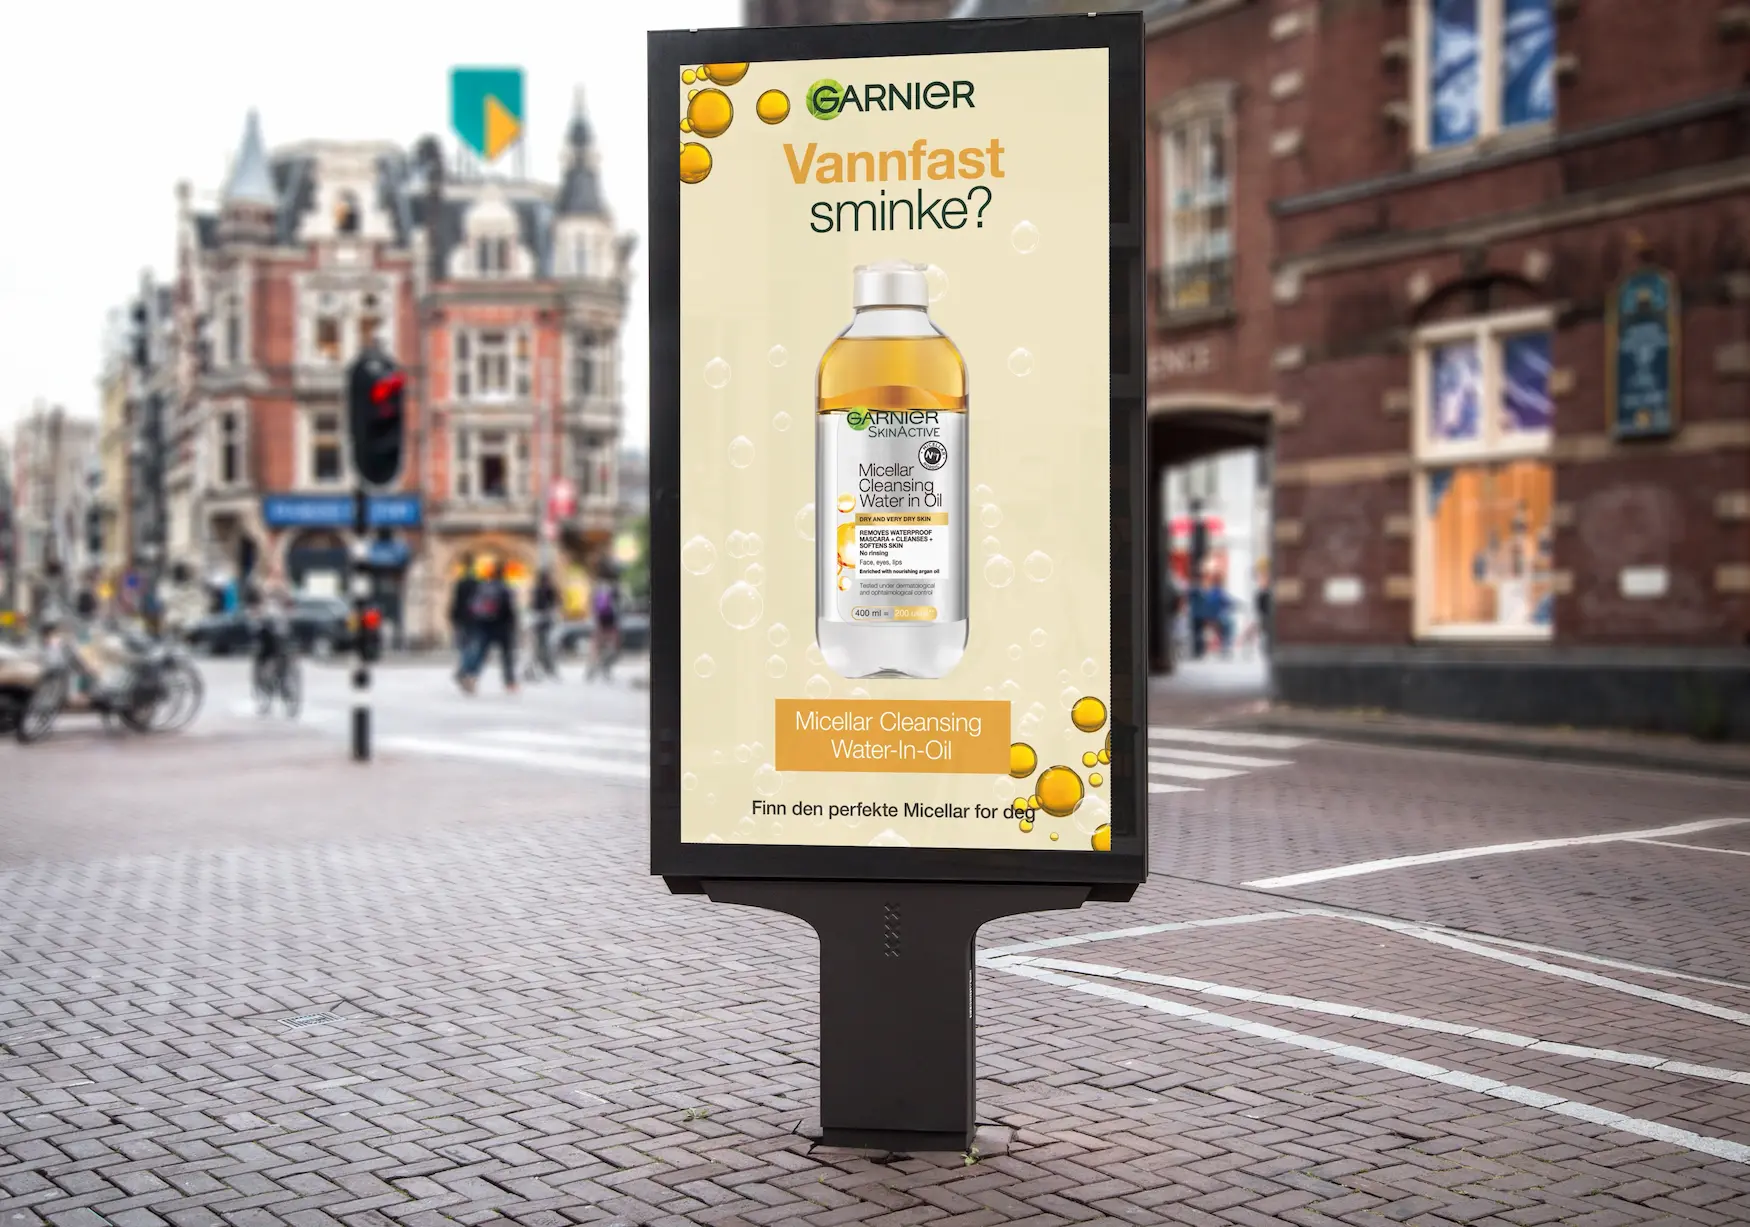 GARNIER
Vannfast
sminke?
GARNIER
SKINACTIVE
Micellar
Cleansing
Water in Oil
DRY AND VERY DRY SKIN
REMOVES WATERPROOF
MASCARA + CLEANSES +
SOFTENS SKIN
No rinsing
Face, eyes, lips
Enriched with nourishing argan oil
Tested under dermatological
and ophtalmological control
400 ml = 200
Micellar Cleansing
Water-In-Oil
Finn den perfekte Micellar for deg